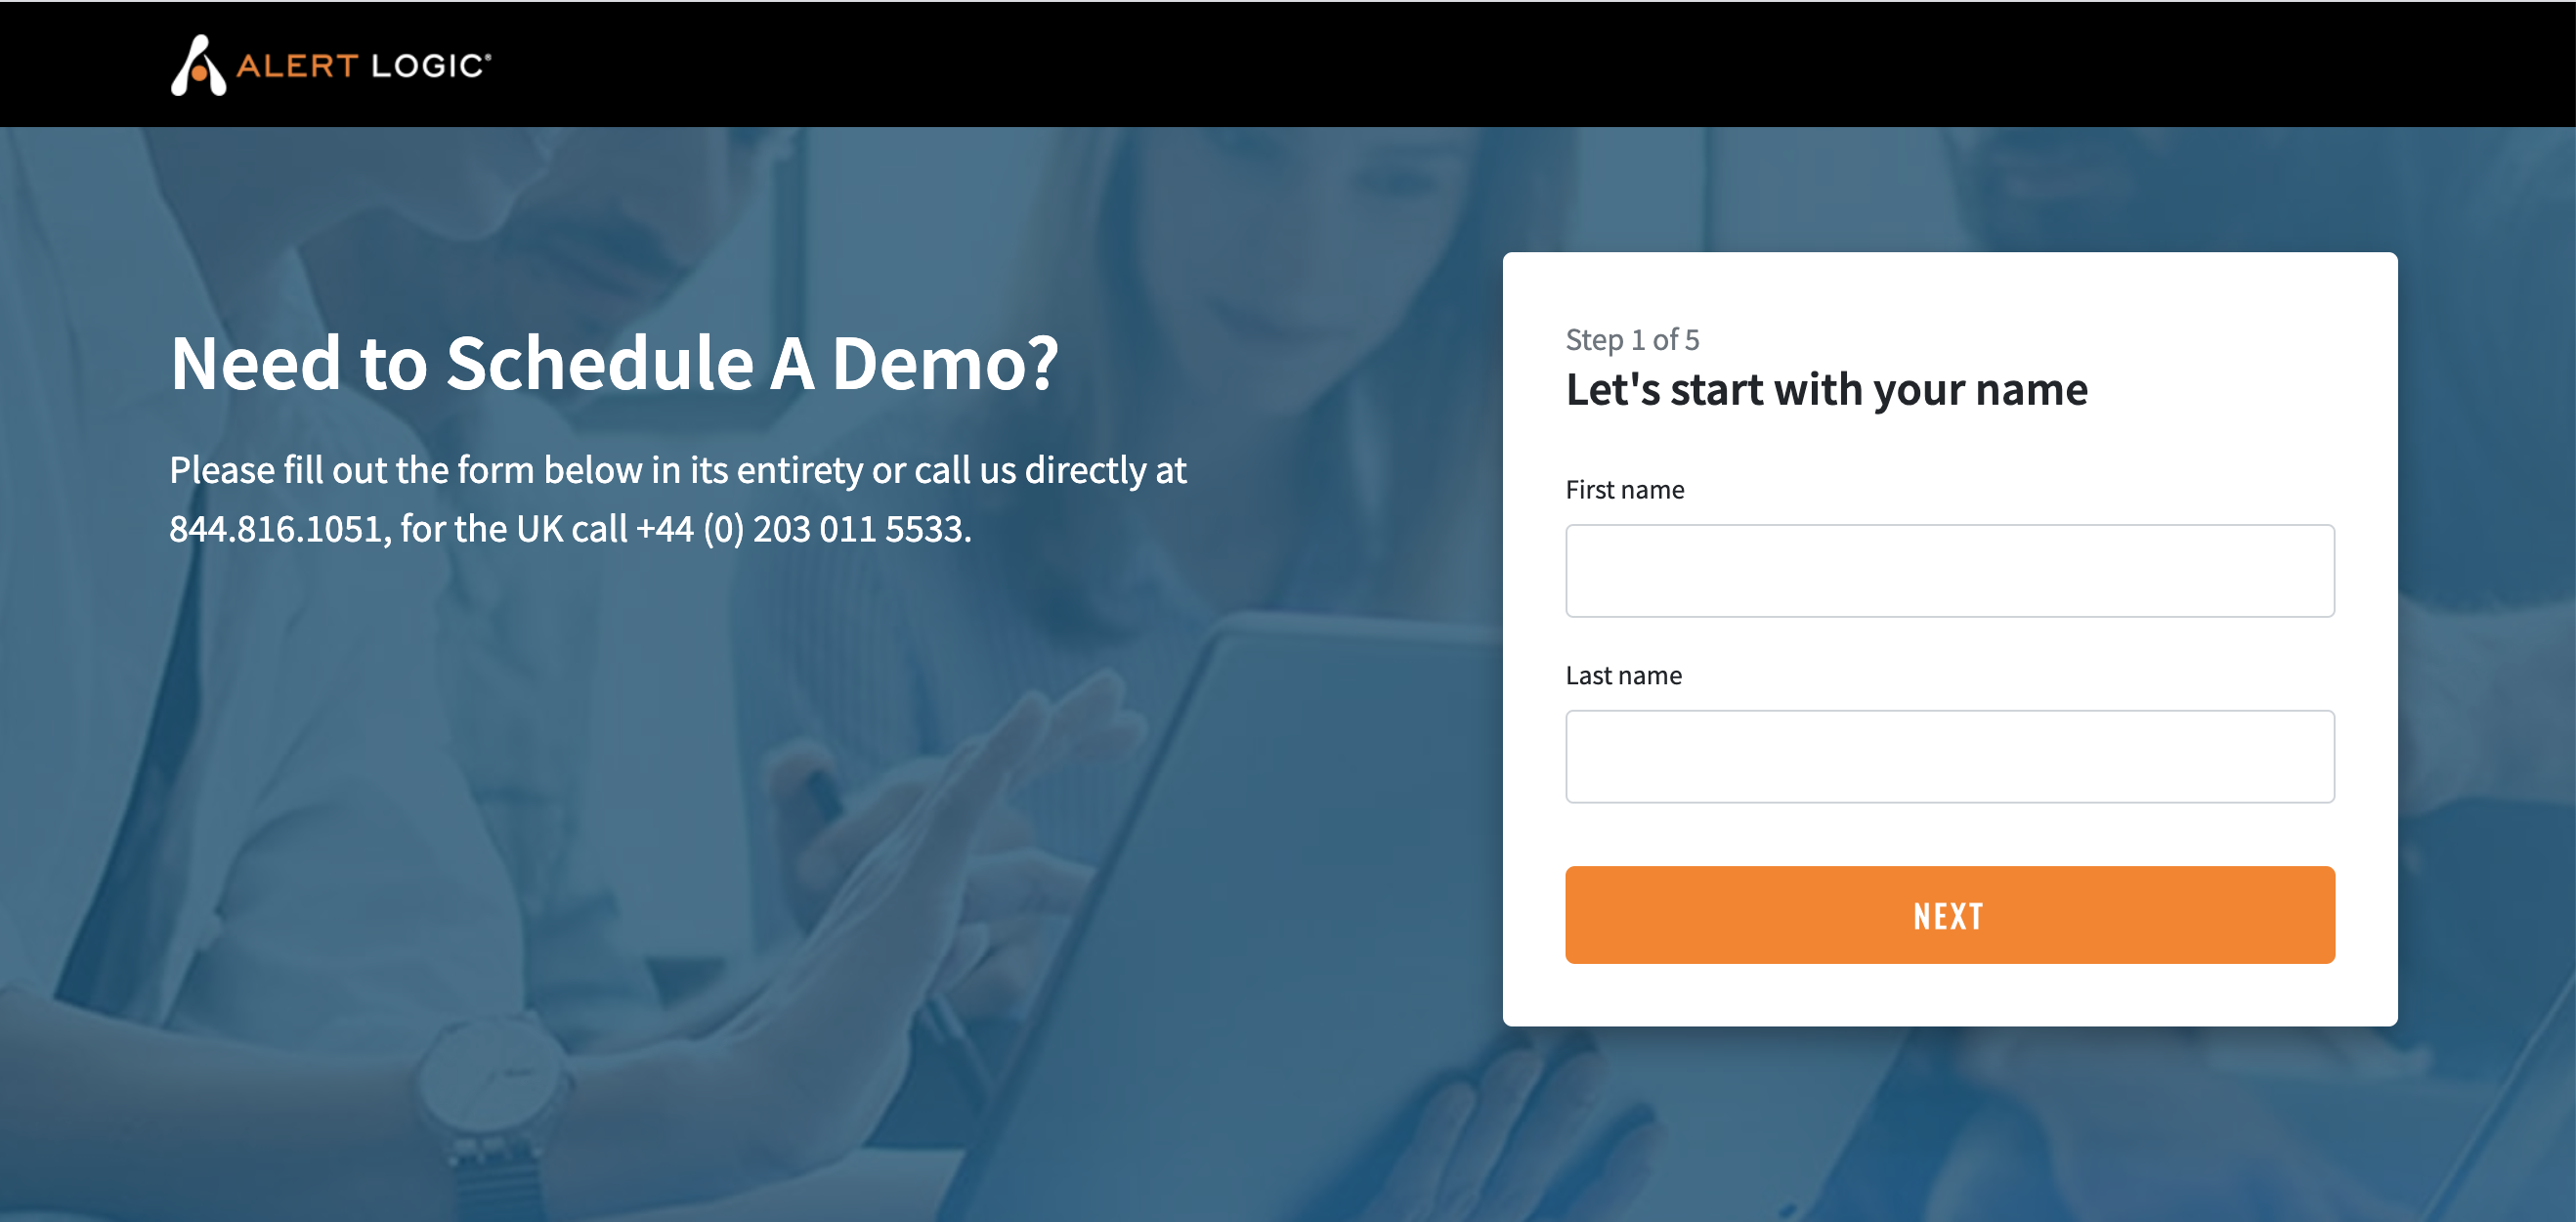 ALERT LOGIC®
Need to Schedule A Demo?
Please fill out the form below in its entirety or call us directly at
844.816.1051, for the UK call +44 (0) 203 011 5533.
Step 1 of 5
Let's start with your name
First name
Last name
NEXT